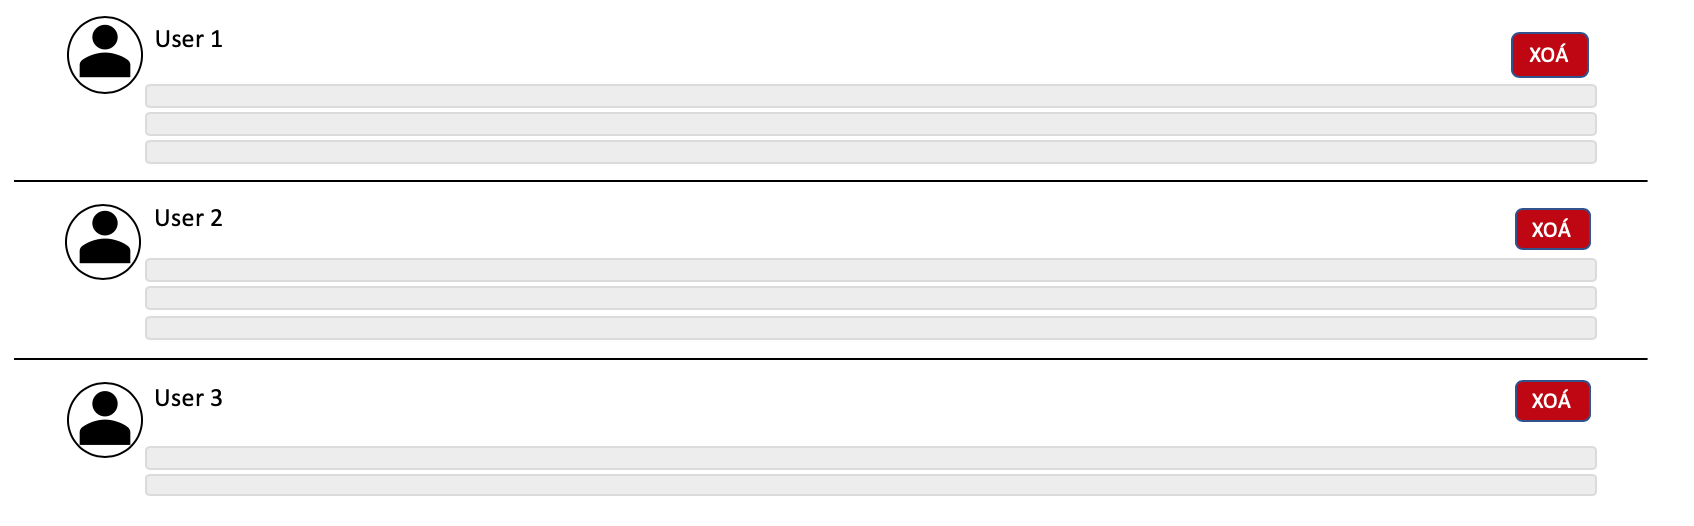 User 1
XOÁ
User 2
XOÁ
User 3
XOÁ